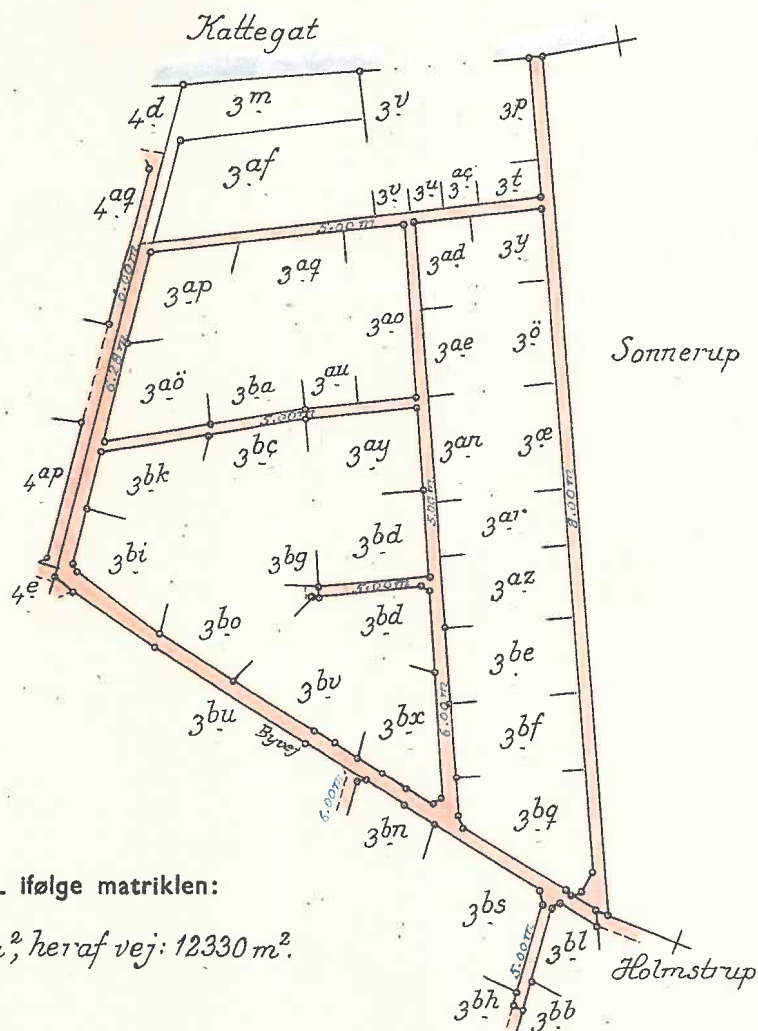 Kattegat
4d
3m
3v
3p
3af
4aq
3v
3u
3aç
3t
5.00 m
6.00 m
3ad
3y
3ap
3aq
3ao
6.28 m
3ae
3ö
Sonnerup
3aö
3ba
3au
5.00 m
3an
3æ
4ap
3bk
3bç
3ay
5.00 m
8.00 m
3ar
3bi
3bg
3bd
5.00 m
3az
4e
3bo
3bd
3be
3bv
3bx
6.00 m
3bu
Byvej
3bf
6.00 m
3bn
3bq
ifølge matriklen:
3bs
3bl
, heraf vej: 12330 m².
5.00 m
Holmstrup
3bh
3bb